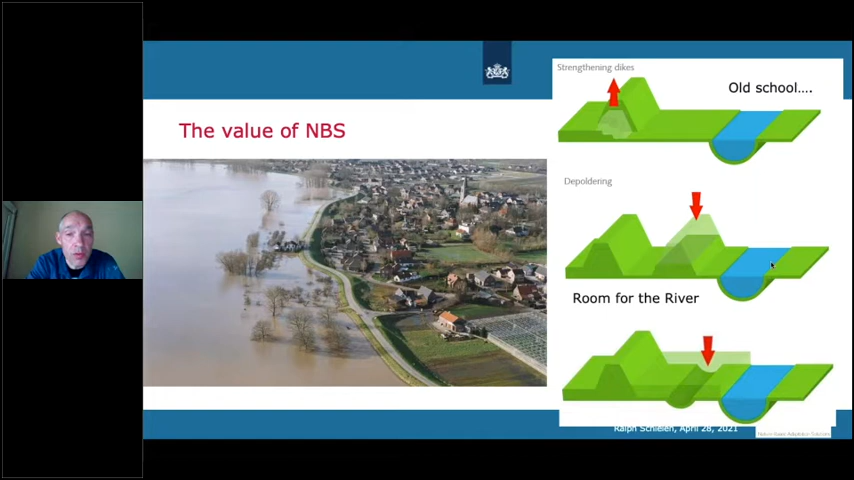 The value of NBS
Strengthening dikes
Old school....
Depoldering
Room for the River
Ralph Schielen, April 28, 2021